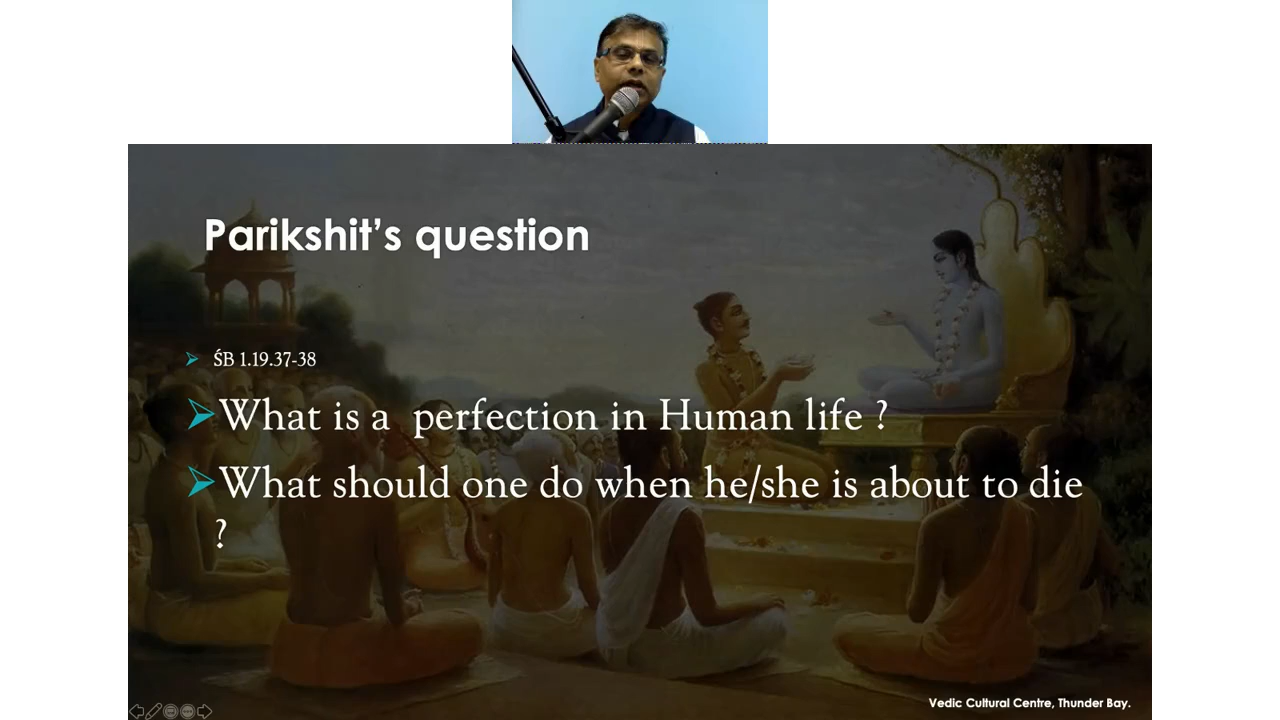 Parikshit’s question
ŚB 1.19.37-38
What is a  perfection in Human life ?
What should one do when he/she is about to die
?
Vedic Cultural Centre, Thunder Bay.